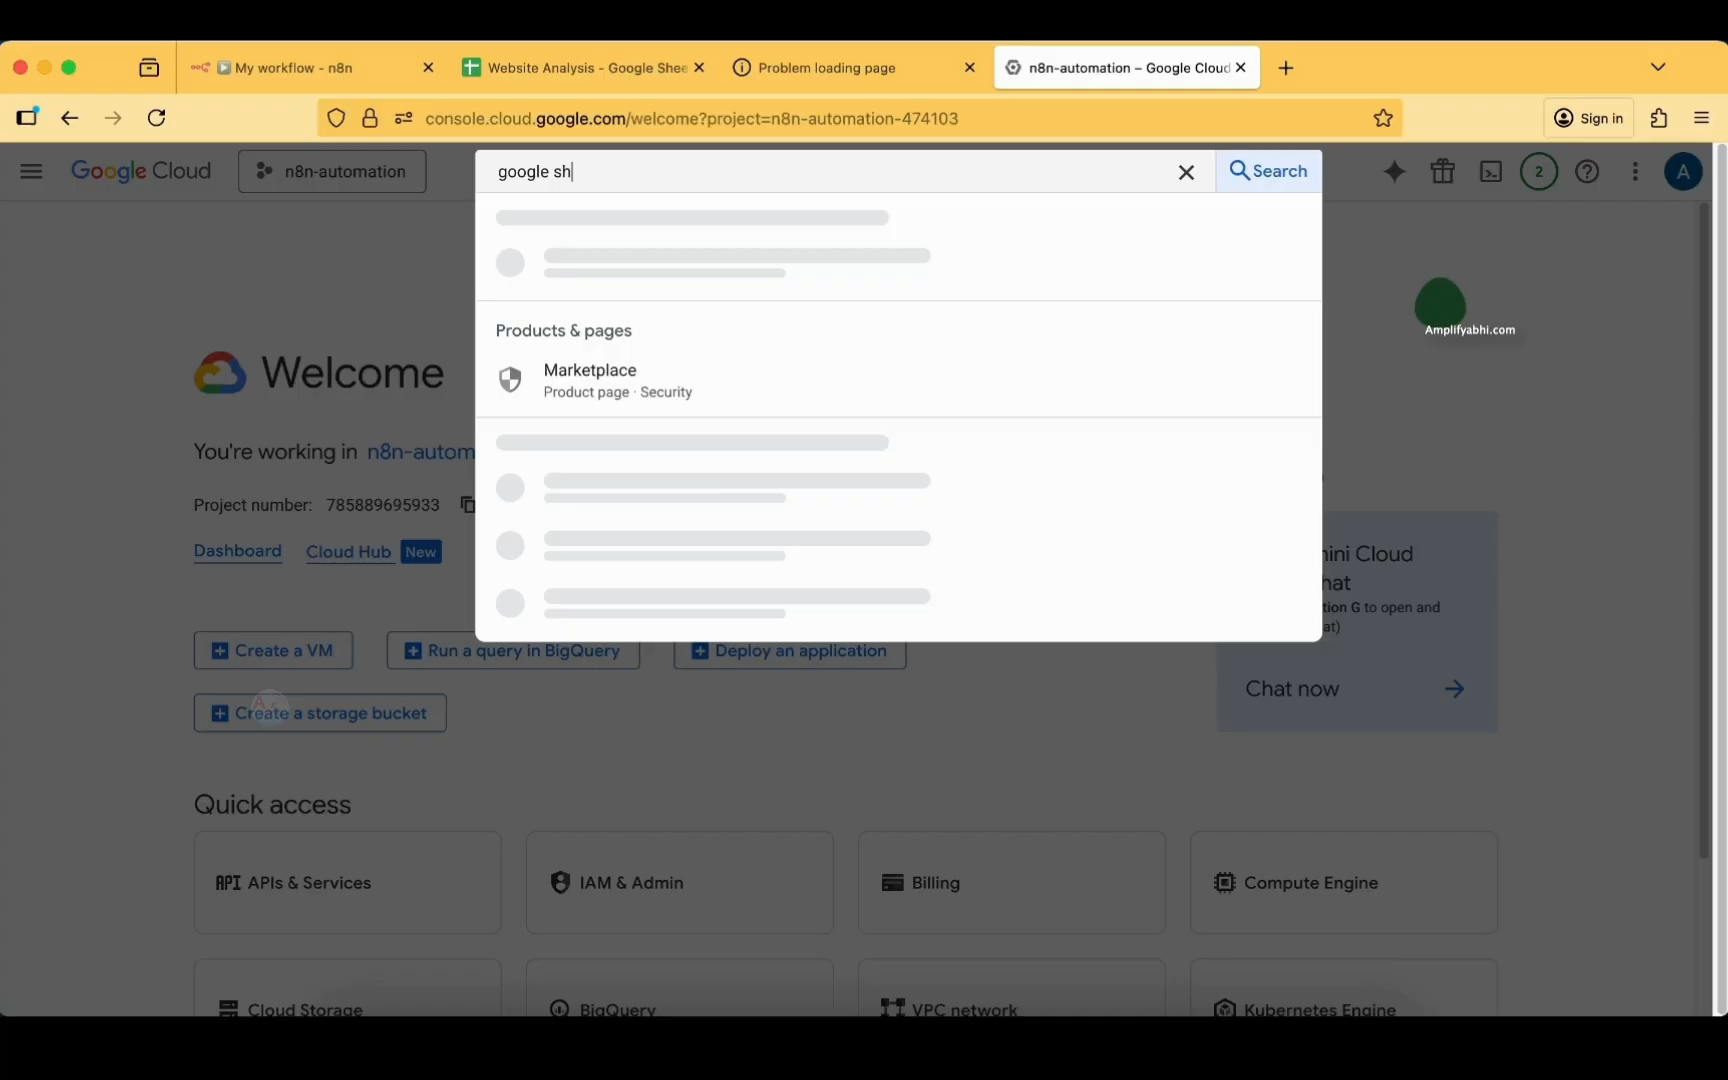 My workflow - n8n
Website Analysis - Google Shee
Problem loading page
n8n-automation – Google Cloud
console.cloud.google.com/welcome?project=n8n-automation-474103
Sign in
Google Cloud
n8n-automation
google sh
Search
2
A
Products & pages
Marketplace
Product page · Security
Amplifyabhi.com
Welcome
You're working in n8n-autom
Project number: 785889695933
Dashboard
Cloud Hub
New
ini Cloud
hat
tion G to open and
at)
Chat now
Create a VM
Run a query in BigQuery
Deploy an application
Create a storage bucket
Quick access
API APIs & Services
IAM & Admin
Billing
Compute Engine
Cloud Storage
BigQuery
VPC network
Kubernetes Engine